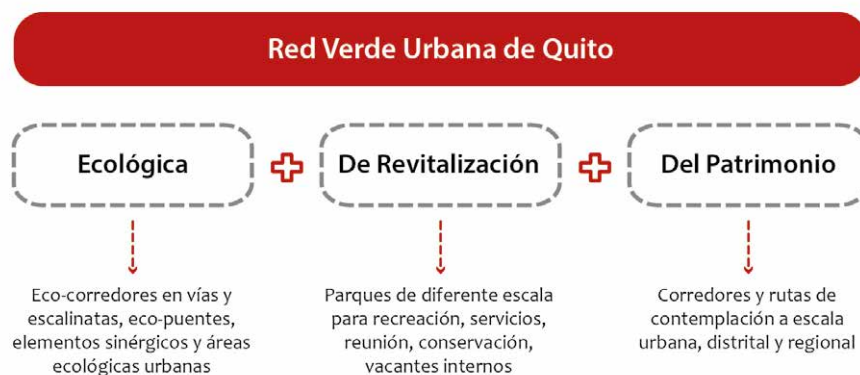 Red Verde Urbana de Quito
Ecológica
De Revitalización
Del Patrimonio
Eco-corredores en vías y
escalinatas, eco-puentes,
elementos sinérgicos y áreas
ecológicas urbanas
Parques de diferente escala
para recreación, servicios,
reunión, conservación,
vacantes internos
Corredores y rutas de
contemplación a escala
urbana, distrital y regional